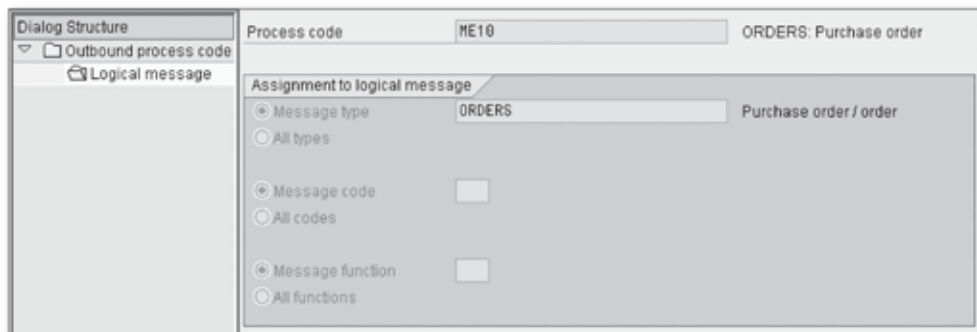 Dialog Structure
Outbound process code
Logical message
Process code ME10 ORDERS: Purchase order
Assignment to logical message
Message type ORDERS Purchase order / order
All types
Message code
All codes
Message function
All functions